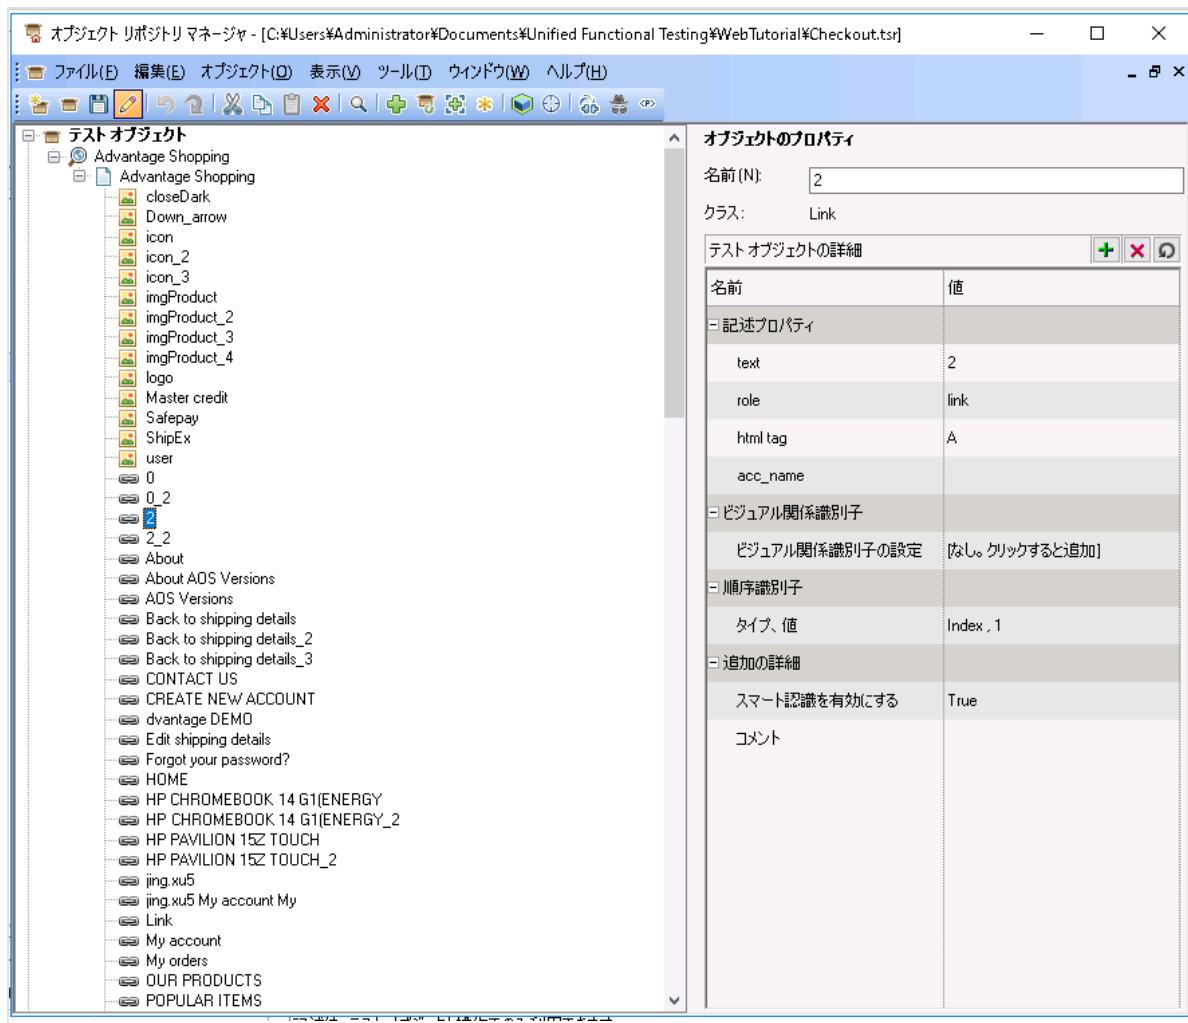 オブジェクト リポジトリ マネージャ - [C:¥Users¥Administrator¥Documents¥Unified Functional Testing¥WebTutorial¥Checkout.tsr]
ファイル(F) 編集(E) オブジェクト(O) 表示(V) ツール(T) ウィンドウ(W) ヘルプ(H)
テスト オブジェクト
Advantage Shopping
Advantage Shopping
closeDark
Down_arrow
icon
icon_2
icon_3
imgProduct
imgProduct_2
imgProduct_3
imgProduct_4
logo
Master credit
Safepay
ShipEx
user
0
0_2
2
2_2
About
About AOS Versions
AOS Versions
Back to shipping details
Back to shipping details_2
Back to shipping details_3
CONTACT US
CREATE NEW ACCOUNT
dvantage DEMO
Edit shipping details
Forgot your password?
HOME
HP CHROMEBOOK 14 G1(ENERGY
HP CHROMEBOOK 14 G1(ENERGY_2
HP PAVILION 15Z TOUCH
HP PAVILION 15Z TOUCH_2
jing.xu5
jing.xu5 My account My
Link
My account
My orders
OUR PRODUCTS
POPULAR ITEMS
オブジェクトのプロパティ
名前(N): 2
クラス: Link
テスト オブジェクトの詳細
名前 値
記述プロパティ
text 2
role link
html tag A
acc_name
ビジュアル関係識別子
ビジュアル関係識別子の設定 [なし。クリックすると追加]
順序識別子
タイプ、値 Index , 1
追加の詳細
スマート認識を有効にする True
コメント